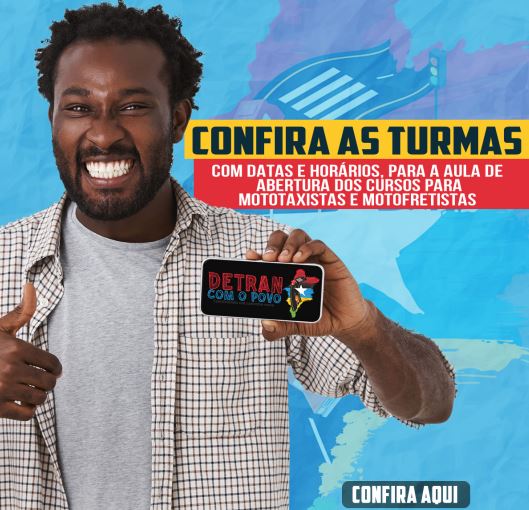 CONFIRA AS TURMAS
COM DATAS E HORÁRIOS, PARA A AULA DE
ABERTURA DOS CURSOS PARA
MOTOTAXISTAS E MOTOFRETISTAS
DETRAN
COM O POVO
CONFIRA AQUI